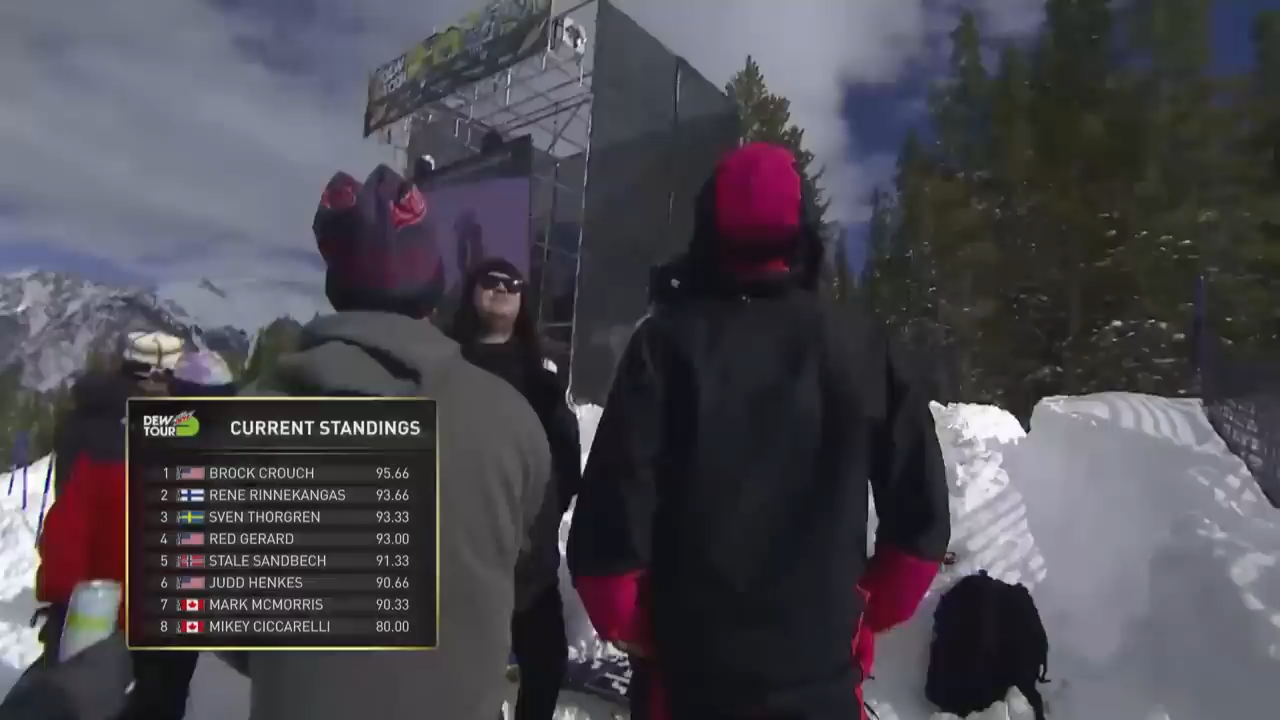 DEW
TOUR
DEW
TOUR
CURRENT STANDINGS
1 BROCK CROUCH 95.66
2 RENE RINNEKANGAS 93.66
3 SVEN THORGREN 93.33
4 RED GERARD 93.00
5 STALE SANDBECH 91.33
6 JUDD HENKES 90.66
7 MARK MCMORRIS 90.33
8 MIKEY CICCARELLI 80.00